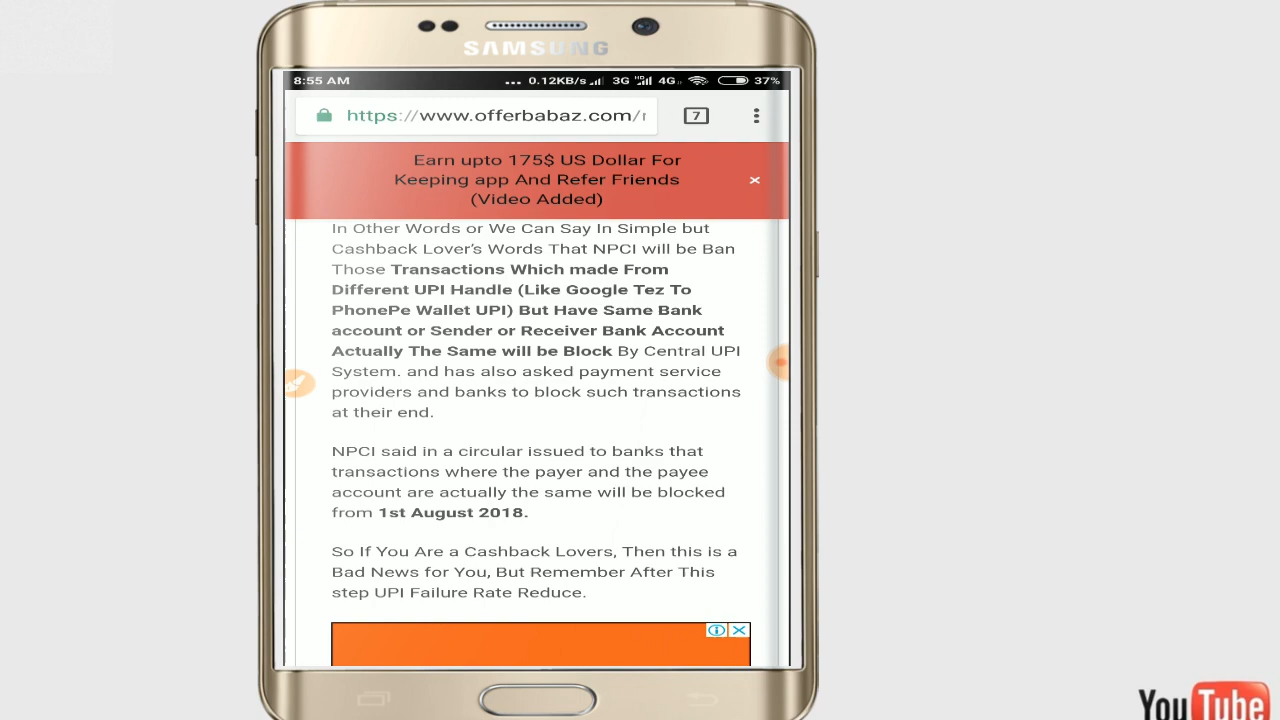 SAMSUNG
8:55 AM ... 0.12KB/s 3G HD 4G 37%
https://www.offerbabaz.com/r
7
Earn upto 175$ US Dollar For
Keeping app And Refer Friends
(Video Added)
×
In Other Words or We Can Say In Simple but
Cashback Lover's Words That NPCI will be Ban
Those Transactions Which made From
Different UPI Handle (Like Google Tez To
PhonePe Wallet UPI) But Have Same Bank
account or Sender or Receiver Bank Account
Actually The Same will be Block By Central UPI
System. and has also asked payment service
providers and banks to block such transactions
at their end.
NPCI said in a circular issued to banks that
transactions where the payer and the payee
account are actually the same will be blocked
from 1st August 2018.
So If You Are a Cashback Lovers, Then this is a
Bad News for You, But Remember After This
step UPI Failure Rate Reduce.
YouTube